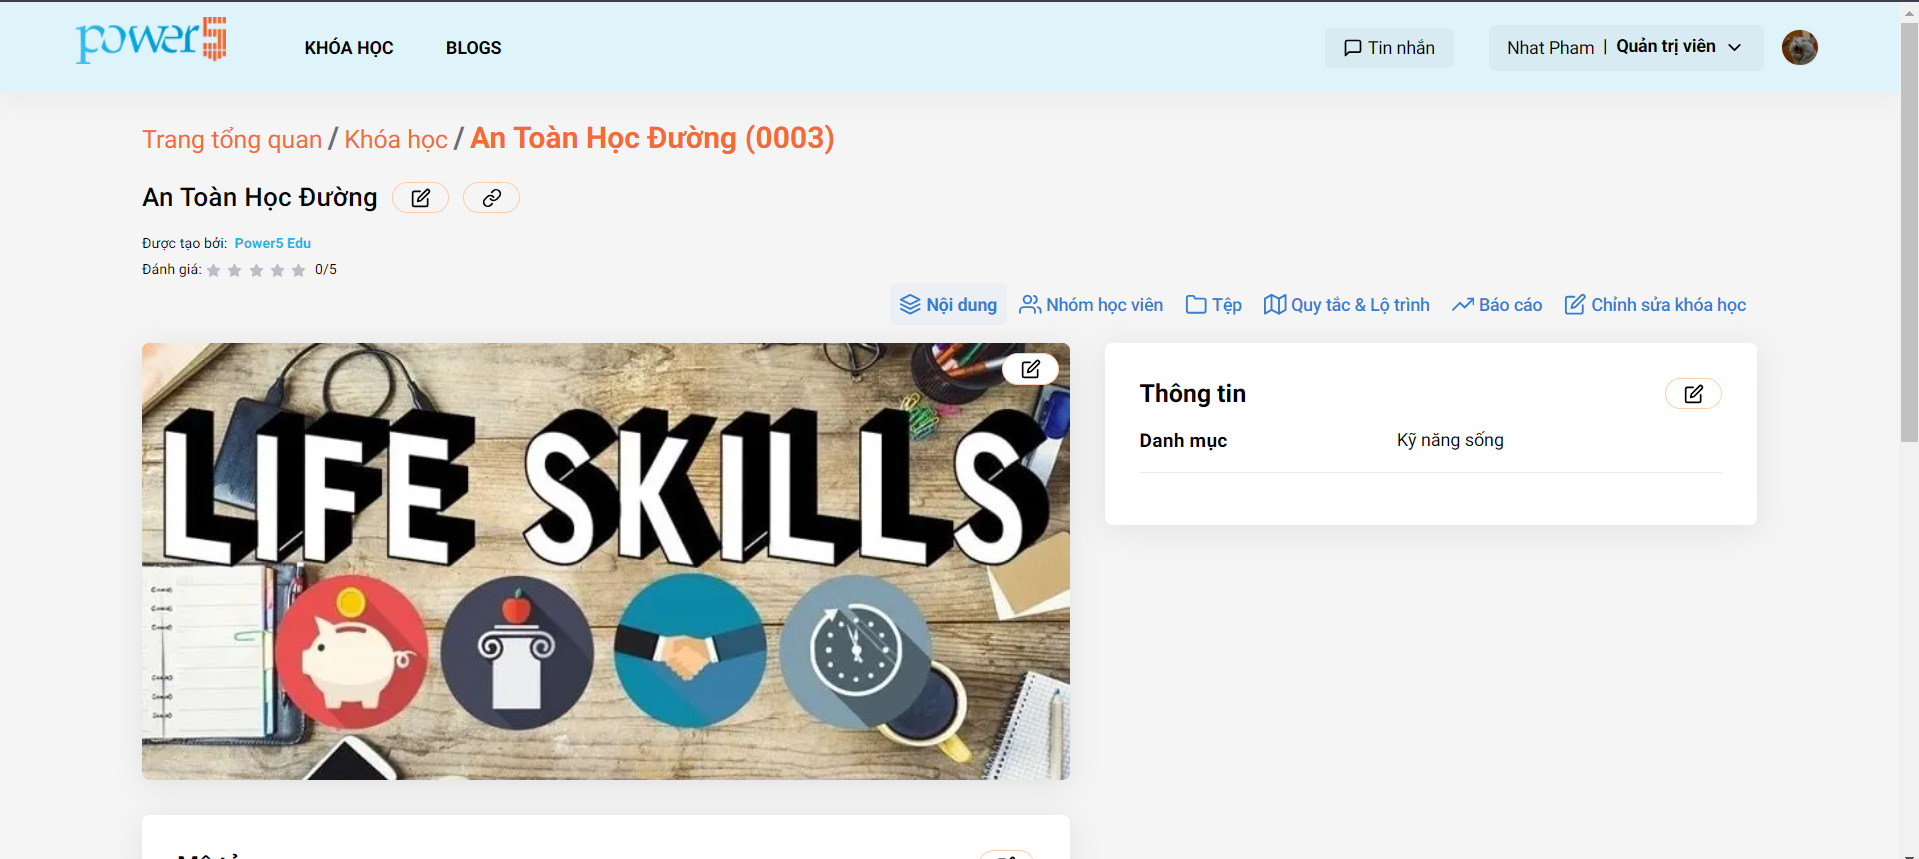 power5
KHÓA HỌC
BLOGS
Tin nhắn
Nhat Pham | Quản trị viên
Trang tổng quan / Khóa học / An Toàn Học Đường (0003)
An Toàn Học Đường
Được tạo bởi: Power5 Edu
Đánh giá: 0/5
Nội dung
Nhóm học viên
Tệp
Quy tắc & Lộ trình
Báo cáo
Chỉnh sửa khóa học
LIFE SKILLS
Thông tin
Danh mục
Kỹ năng sống